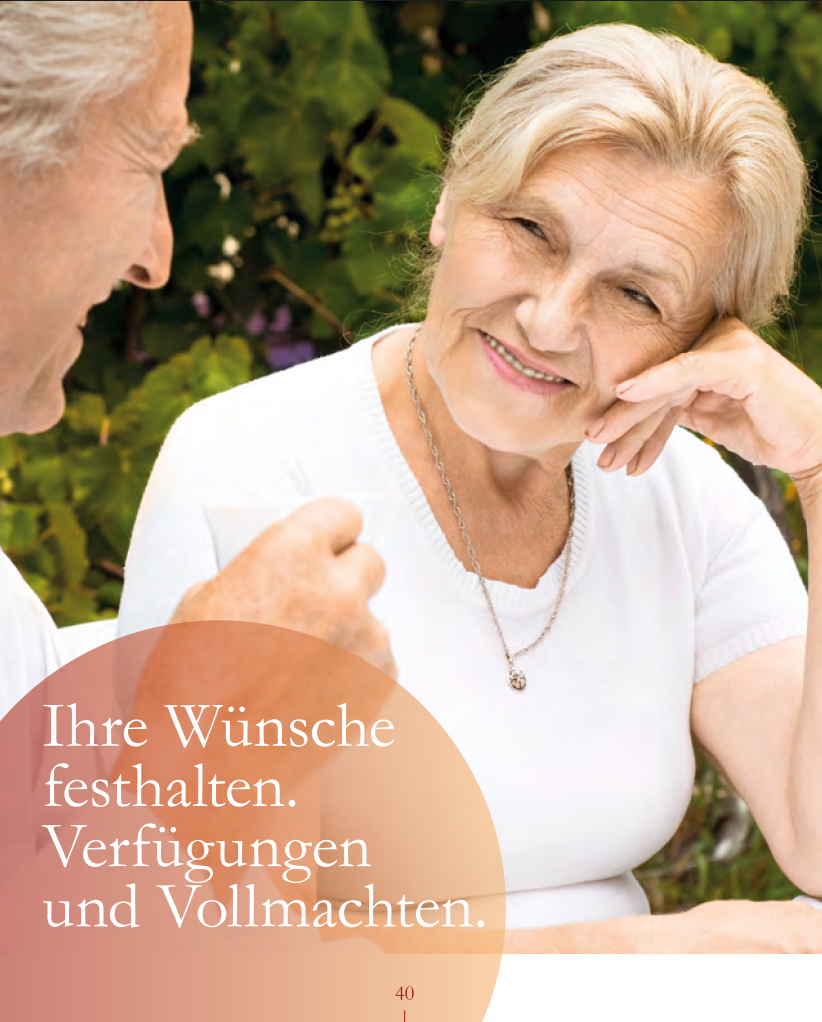 Ihre Wünsche
festhalten.
Verfügungen
und Vollmachten.
40